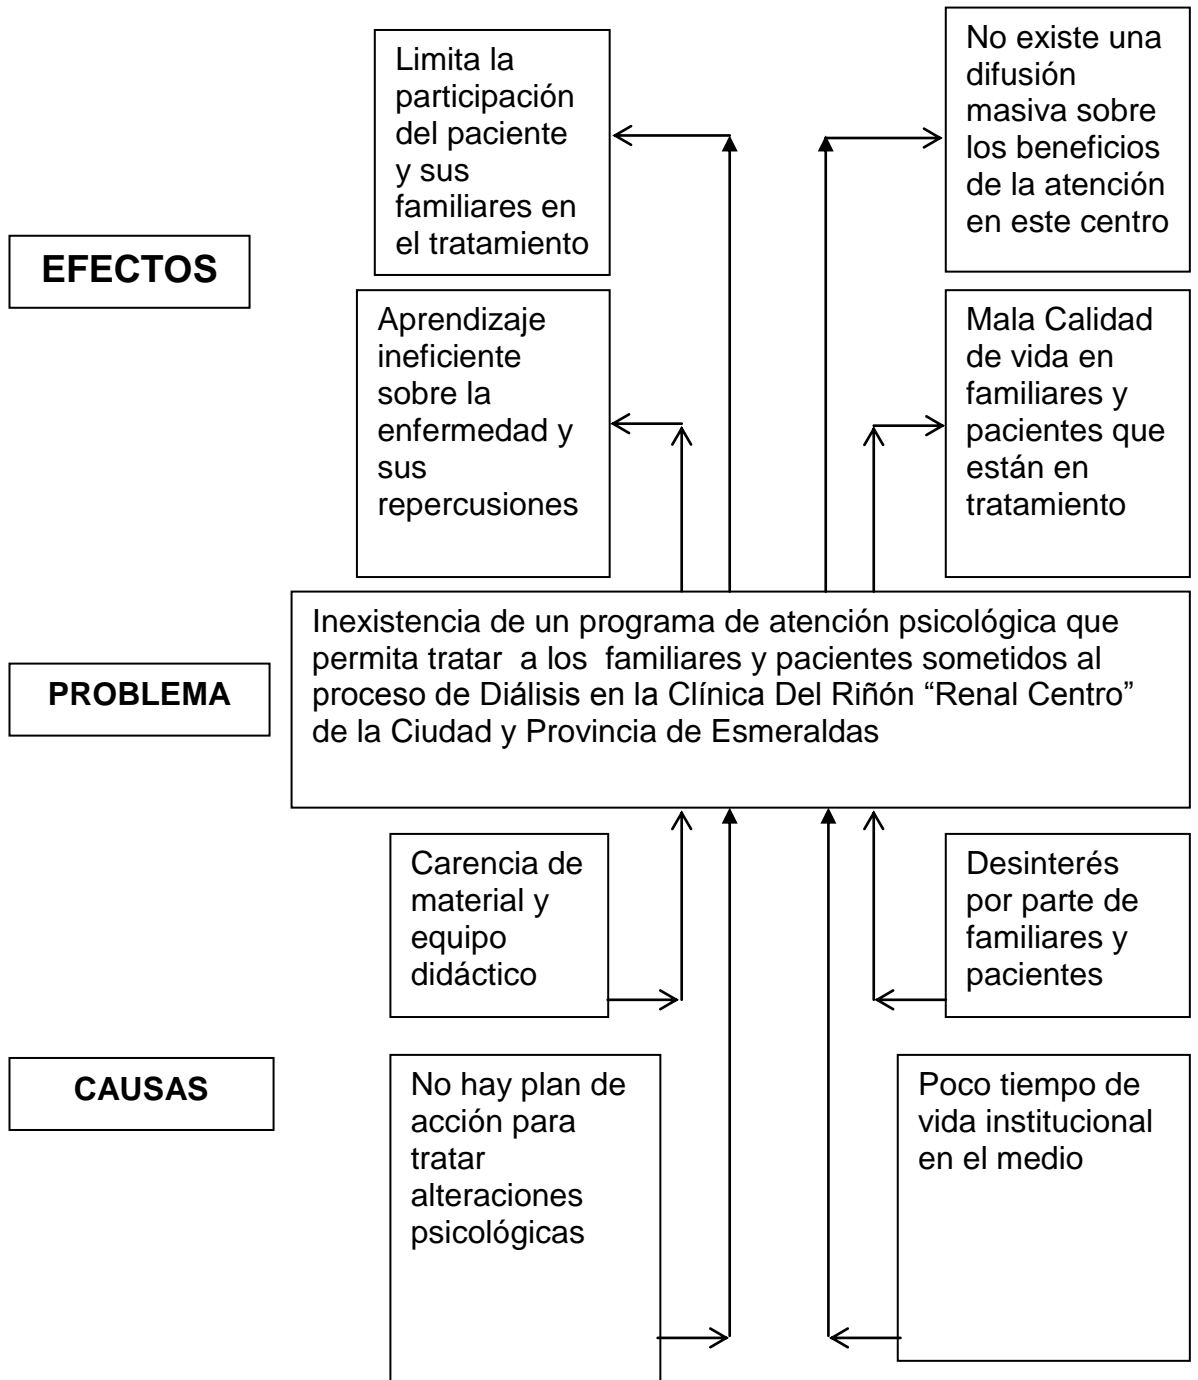 Limita la
participación
del paciente
y sus
familiares en
el tratamiento
No existe una
difusión
masiva sobre
los beneficios
de la atención
en este centro
EFECTOS
Aprendizaje
ineficiente
sobre la
enfermedad y
sus
repercusiones
Mala Calidad
de vida en
familiares y
pacientes que
están en
tratamiento
PROBLEMA
Inexistencia de un programa de atención psicológica que
permita tratar a los familiares y pacientes sometidos al
proceso de Diálisis en la Clínica Del Riñón “Renal Centro”
de la Ciudad y Provincia de Esmeraldas
Carencia de
material y
equipo
didáctico
Desinterés
por parte de
familiares y
pacientes
CAUSAS
No hay plan de
acción para
tratar
alteraciones
psicológicas
Poco tiempo de
vida institucional
en el medio